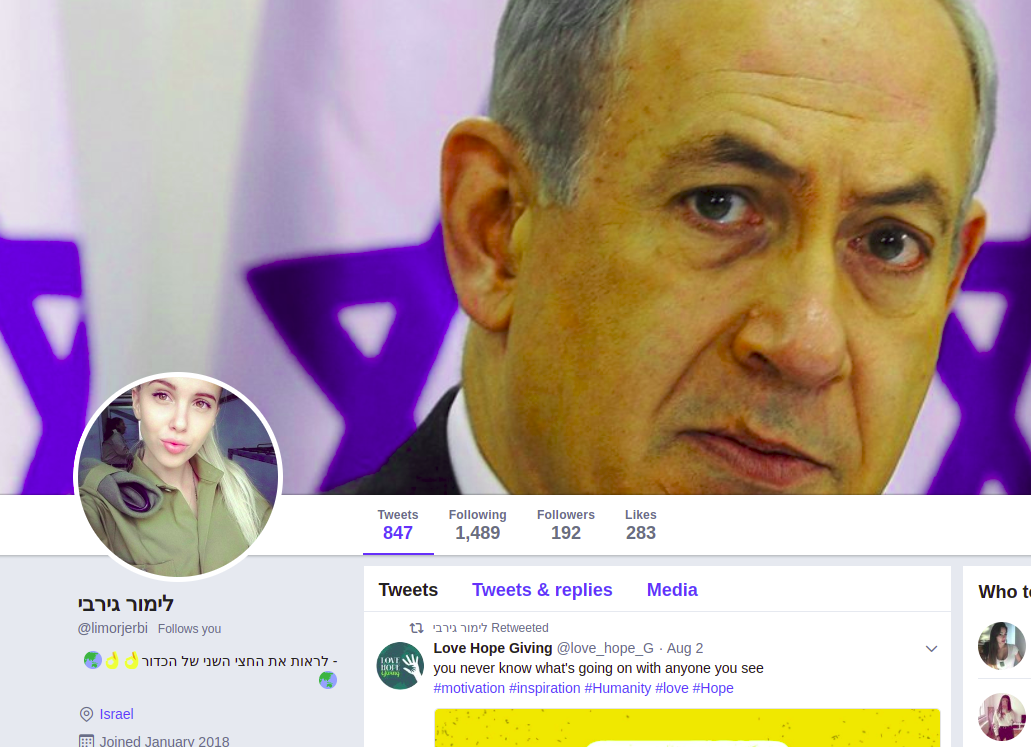 Tweets Following Followers Likes
847 1,489 192 283
Tweets Tweets & replies Media
Who to
לימור גירבי
@limorjerbi Follows you
לראות את החצי השני של הכדור👌👌🌏 -
🌏
Israel
Joined January 2018
לימור גירבי Retweeted
Love Hope Giving @love_hope_G · Aug 2
you never know what's going on with anyone you see
#motivation #inspiration #Humanity #love #Hope
LOVE
HOPE
Giving